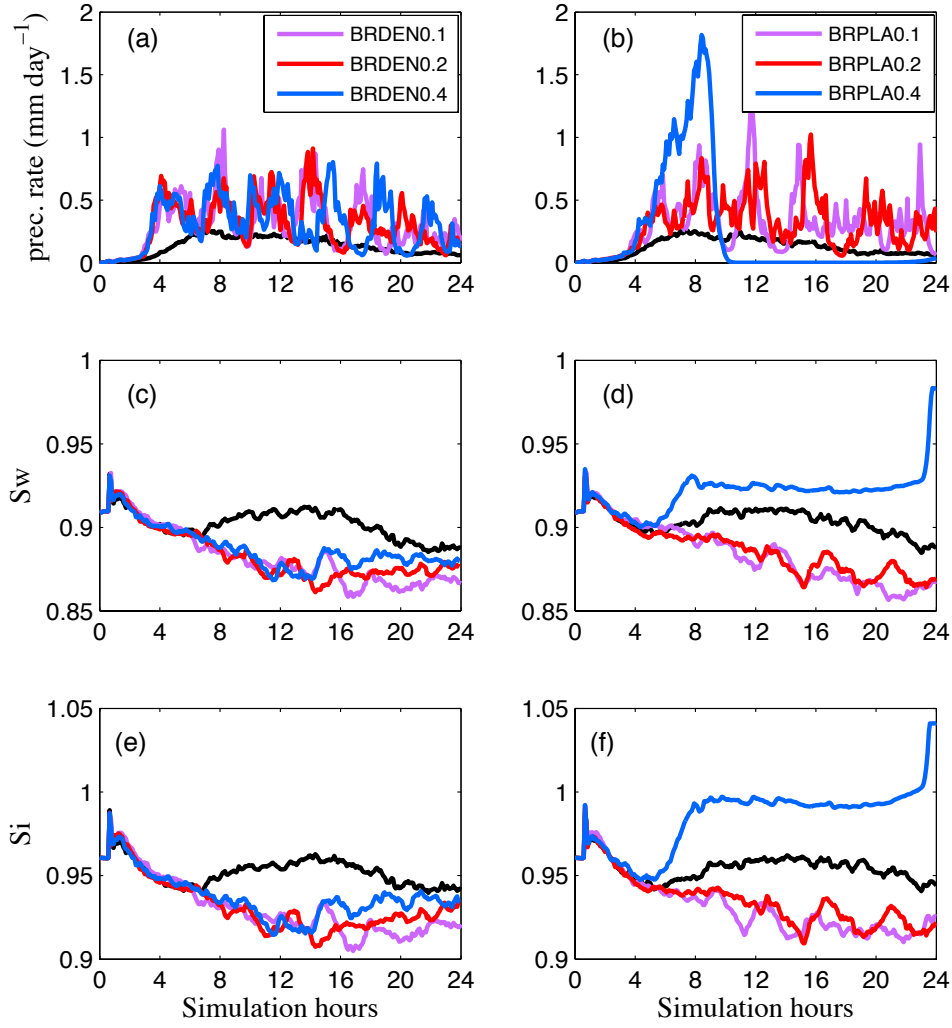 (a)
BRDEN0.1
BRDEN0.2
BRDEN0.4
prec. rate (mm day−1)
2
1.5
1
0.5
0
0 4 8 12 16 20 24
(b)
BRPLA0.1
BRPLA0.2
BRPLA0.4
2
1.5
1
0.5
0
0 4 8 12 16 20 24
(c)
Sw
1
0.95
0.9
0.85
0 4 8 12 16 20 24
(d)
1
0.95
0.9
0.85
0 4 8 12 16 20 24
(e)
Si
1.05
1
0.95
0.9
0 4 8 12 16 20 24
Simulation hours
(f)
1.05
1
0.95
0.9
0 4 8 12 16 20 24
Simulation hours